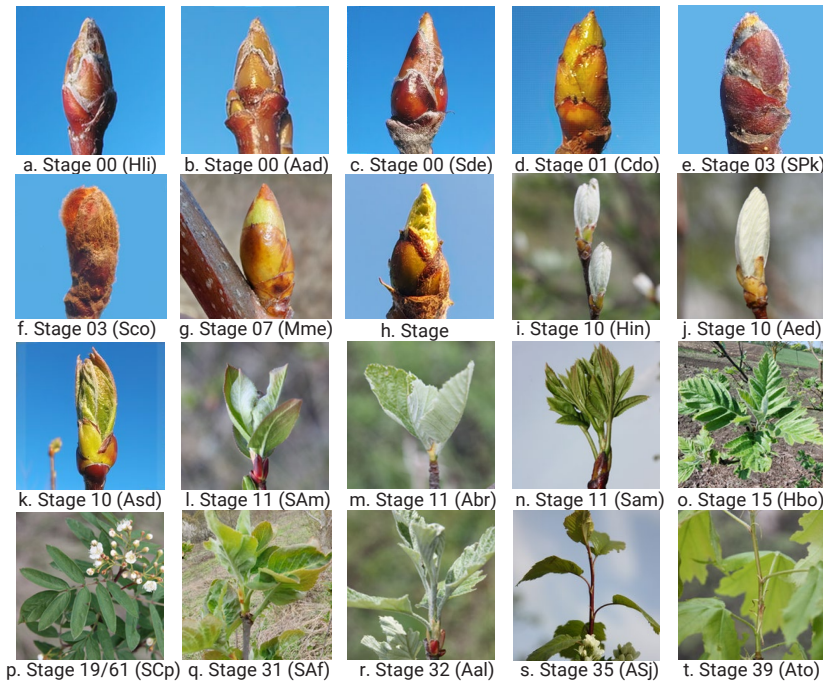 a. Stage 00 (Hli)
b. Stage 00 (Aad)
c. Stage 00 (Sde)
d. Stage 01 (Cdo)
e. Stage 03 (SPk)
f. Stage 03 (Sco)
g. Stage 07 (Mme)
h. Stage
i. Stage 10 (Hin)
j. Stage 10 (Aed)
k. Stage 10 (Asd)
l. Stage 11 (SAm)
m. Stage 11 (Abr)
n. Stage 11 (Sam)
o. Stage 15 (Hbo)
p. Stage 19/61 (SCp)
q. Stage 31 (SAf)
r. Stage 32 (Aal)
s. Stage 35 (ASj)
t. Stage 39 (Ato)